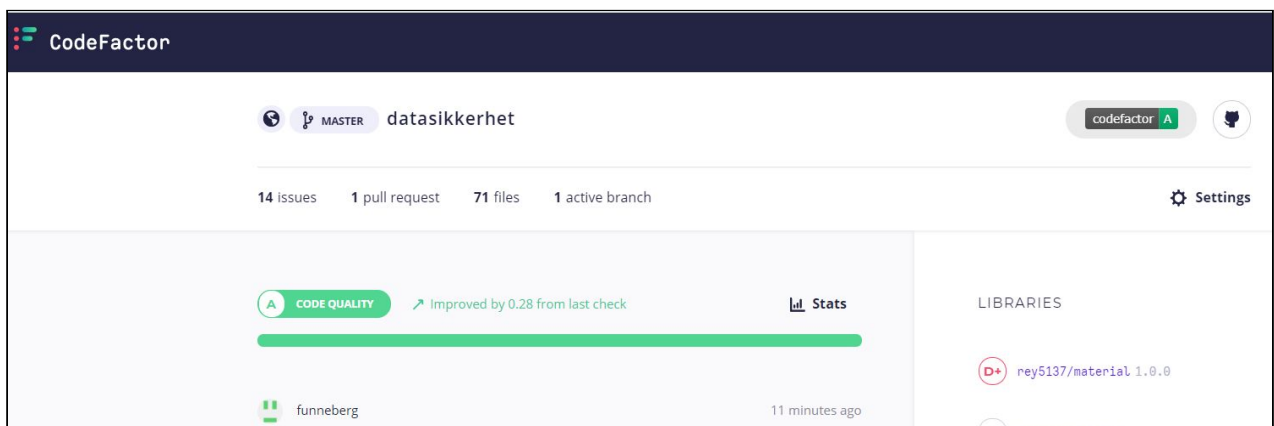 CodeFactor
MASTER datasikkerhet
codefactor A
14 issues 1 pull request 71 files 1 active branch
Settings
A CODE QUALITY Improved by 0.28 from last check
Stats
funneberg 11 minutes ago
LIBRARIES
D+ rey5137/material 1.0.0